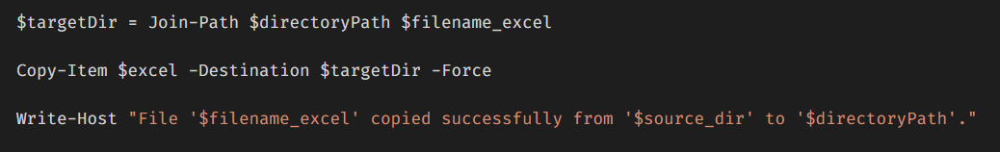 $targetDir = Join-Path $directoryPath $filename_excel
Copy-Item $excel -Destination $targetDir -Force
Write-Host "File '$filename_excel' copied successfully from '$source_dir' to '$directoryPath'."